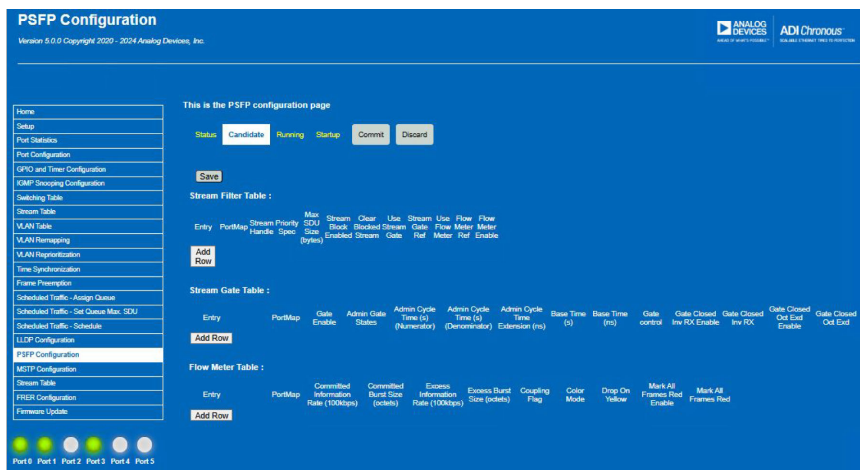 PSFP Configuration
Version 5.0.0 Copyright 2020 - 2024 Analog Devices, Inc.
ANALOG
DEVICES
AHEAD OF WHAT'S POSSIBLE™
ADI Chronous™
SCALABLE ETHERNET TIMED TO PERFECTION
Home
Setup
Port Statistics
Port Configuration
GPIO and Timer Configuration
IGMP Snooping Configuration
Switching Table
Stream Table
VLAN Table
VLAN Remapping
VLAN Reprioritization
Time Synchronization
Frame Preemption
Scheduled Traffic - Assign Queue
Scheduled Traffic - Set Queue Max. SDU
Scheduled Traffic - Schedule
LLDP Configuration
PSFP Configuration
MSTP Configuration
Stream Table
FRER Configuration
Firmware Update
Port 0 Port 1 Port 2 Port 3 Port 4 Port 5
This is the PSFP configuration page
Status Candidate Running Startup Commit Discard
Save
Stream Filter Table :
Entry PortMap Stream Handle Priority Spec Max SDU Size (bytes) Stream Block Enabled Clear Blocked Stream Use Stream Gate Stream Gate Ref Use Flow Meter Flow Meter Ref Flow Meter Enable
Add Row
Stream Gate Table :
Entry PortMap Gate Enable Admin Gate States Admin Cycle Time (s) (Numerator) Admin Cycle Time (s) (Denominator) Admin Cycle Time Extension (ns) Base Time (s) Base Time (ns) Gate control Gate Closed Inv RX Enable Gate Closed Inv RX Gate Closed Oct Exd Enable Gate Closed Oct Exd
Add Row
Flow Meter Table :
Entry PortMap Committed Information Rate (100kbps) Committed Burst Size (octets) Excess Information Rate (100kbps) Excess Burst Size (octets) Coupling Flag Color Mode Drop On Yellow Mark All Frames Red Enable Mark All Frames Red
Add Row